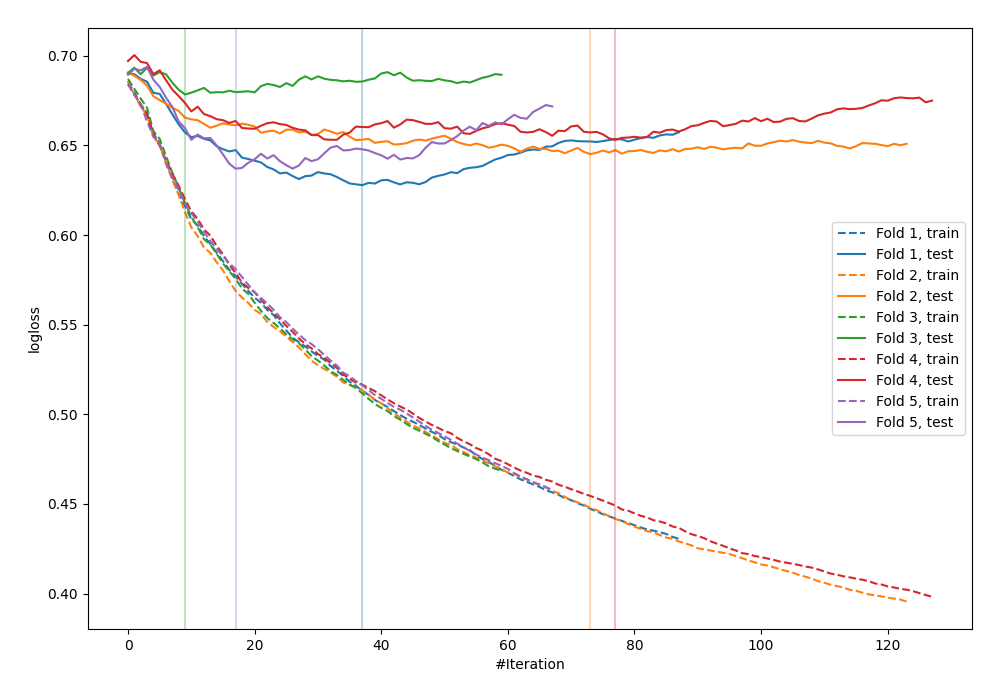 0.70
0.65
0.60
0.55
0.50
0.45
0.40
logloss
0
20
40
60
80
100
120
#Iteration
Fold 1, train
Fold 1, test
Fold 2, train
Fold 2, test
Fold 3, train
Fold 3, test
Fold 4, train
Fold 4, test
Fold 5, train
Fold 5, test